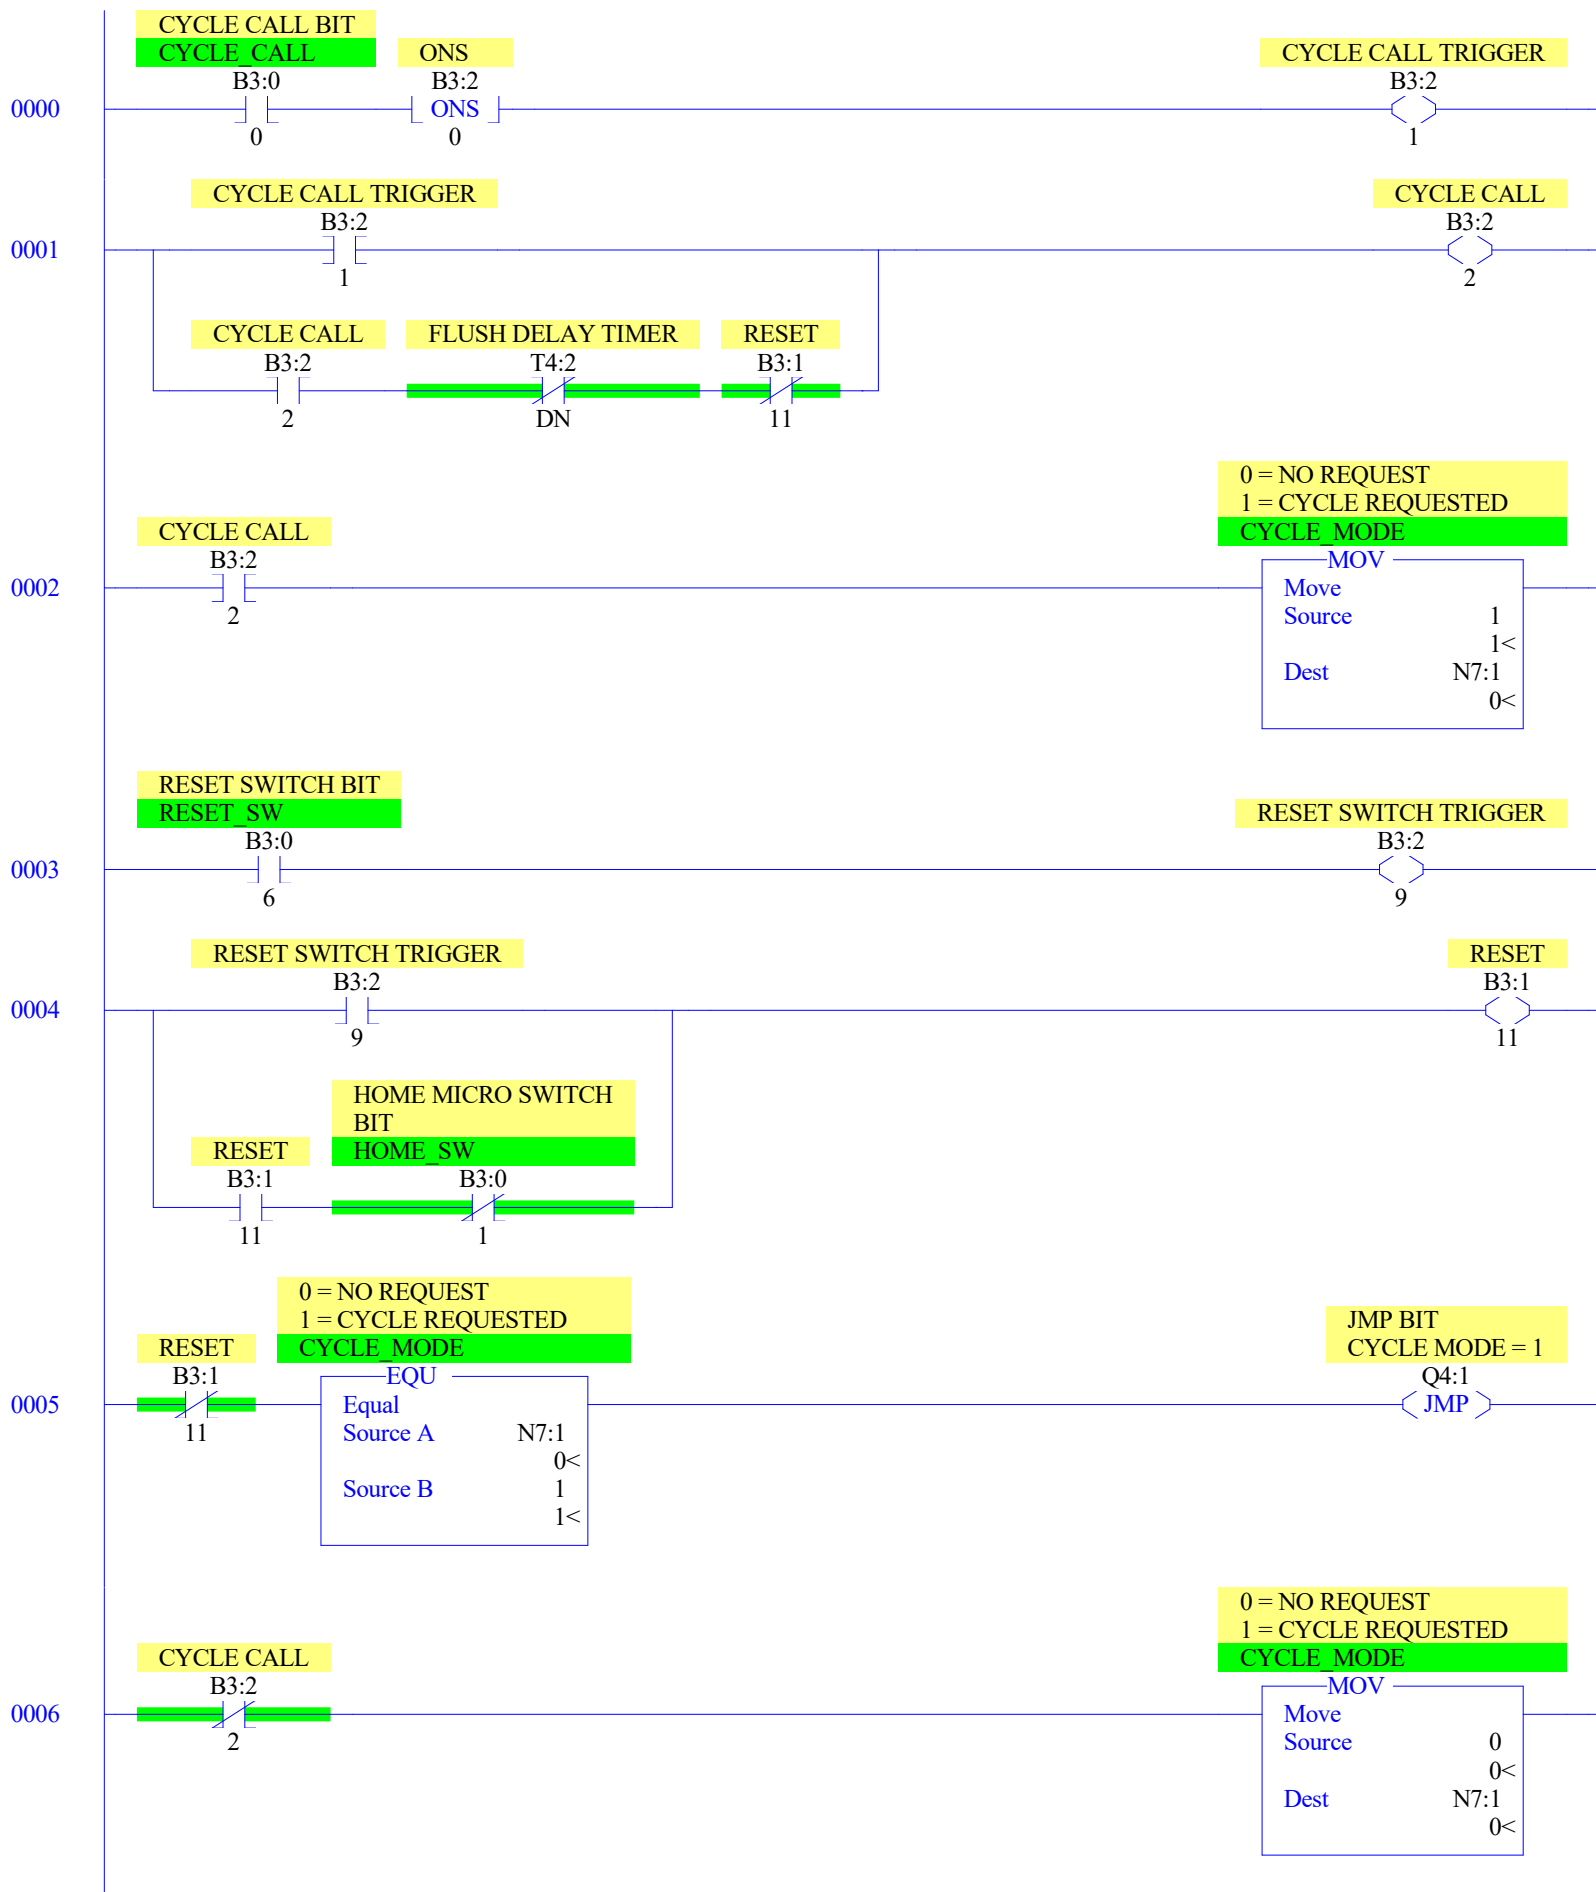 CYCLE CALL BIT
CYCLE_CALL
B3:0
0
ONS
B3:2
ONS
0
CYCLE CALL TRIGGER
B3:2
1
0000
CYCLE CALL TRIGGER
B3:2
1
CYCLE CALL
B3:2
2
0001
CYCLE CALL
B3:2
2
FLUSH DELAY TIMER
T4:2
DN
RESET
B3:1
11
0 = NO REQUEST
1 = CYCLE REQUESTED
CYCLE_MODE
CYCLE CALL
B3:2
2
0002
MOV
Move
Source 1
1<
Dest N7:1
0<
RESET SWITCH BIT
RESET_SW
B3:0
6
RESET SWITCH TRIGGER
B3:2
9
0003
RESET SWITCH TRIGGER
B3:2
9
RESET
B3:1
11
0004
HOME MICRO SWITCH
BIT
HOME_SW
B3:0
1
RESET
B3:1
11
0 = NO REQUEST
1 = CYCLE REQUESTED
CYCLE_MODE
RESET
B3:1
11
0005
EQU
Equal
Source A N7:1
0<
Source B 1
1<
JMP BIT
CYCLE MODE = 1
Q4:1
JMP
0 = NO REQUEST
1 = CYCLE REQUESTED
CYCLE_MODE
CYCLE CALL
B3:2
2
0006
MOV
Move
Source 0
0<
Dest N7:1
0<